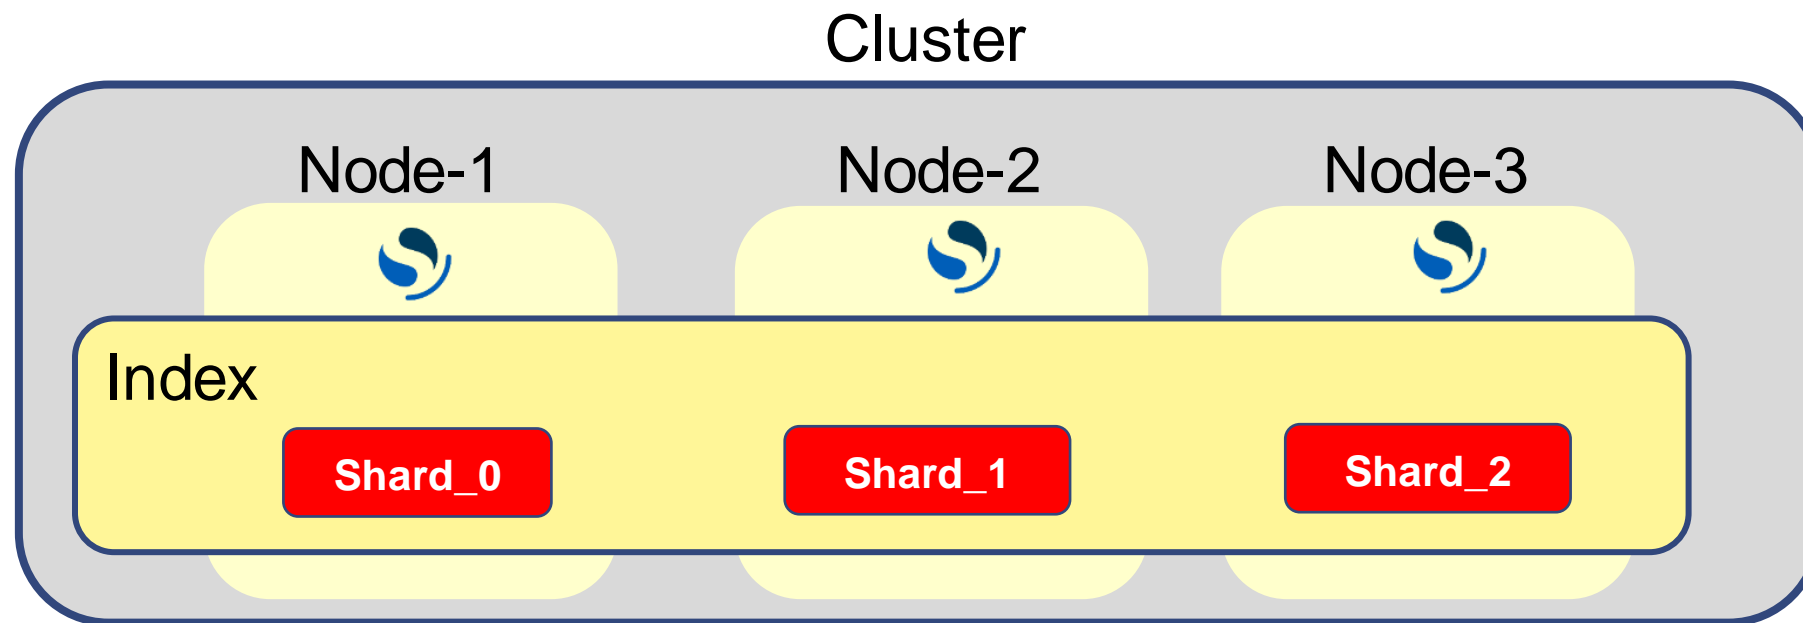 Cluster
Node-1
Node-2
Node-3
Index
Shard_0
Shard_1
Shard_2